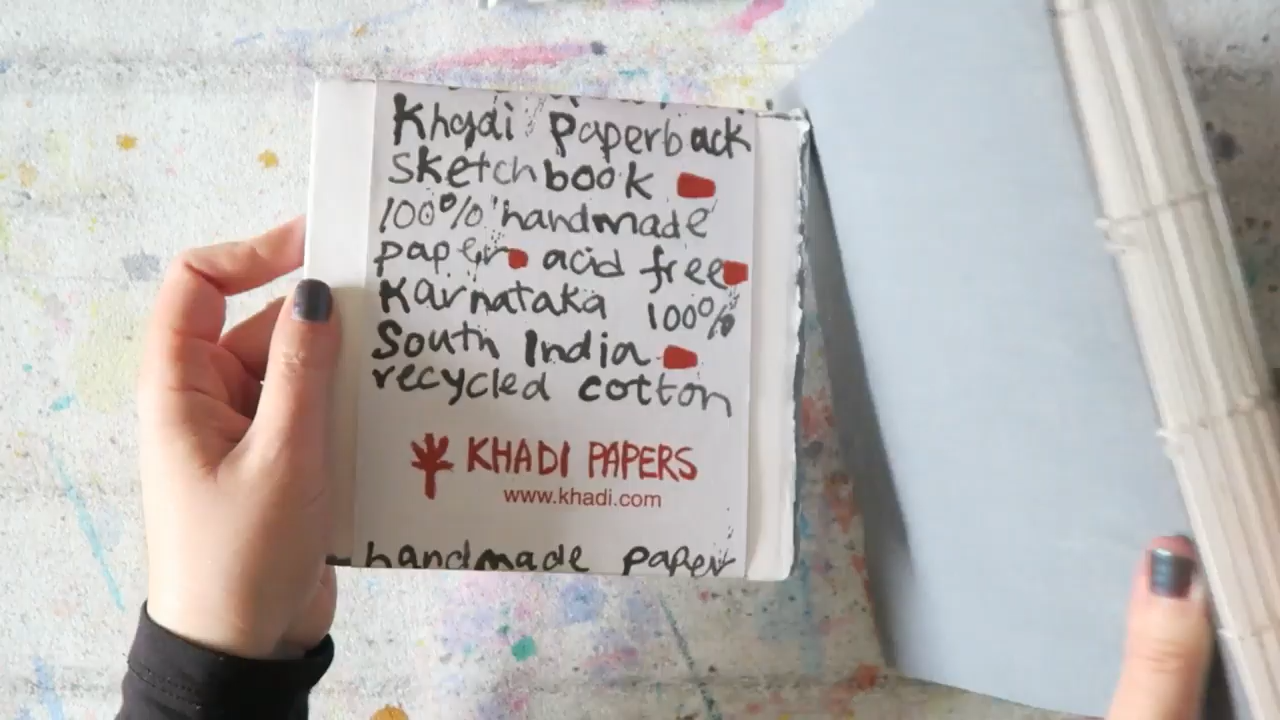 Khadi Paperback
sketchbook
100% handmade
paper acid free
Karnataka 100%
South India
recycled cotton
KHADI PAPERS
www.khadi.com
handmade paper